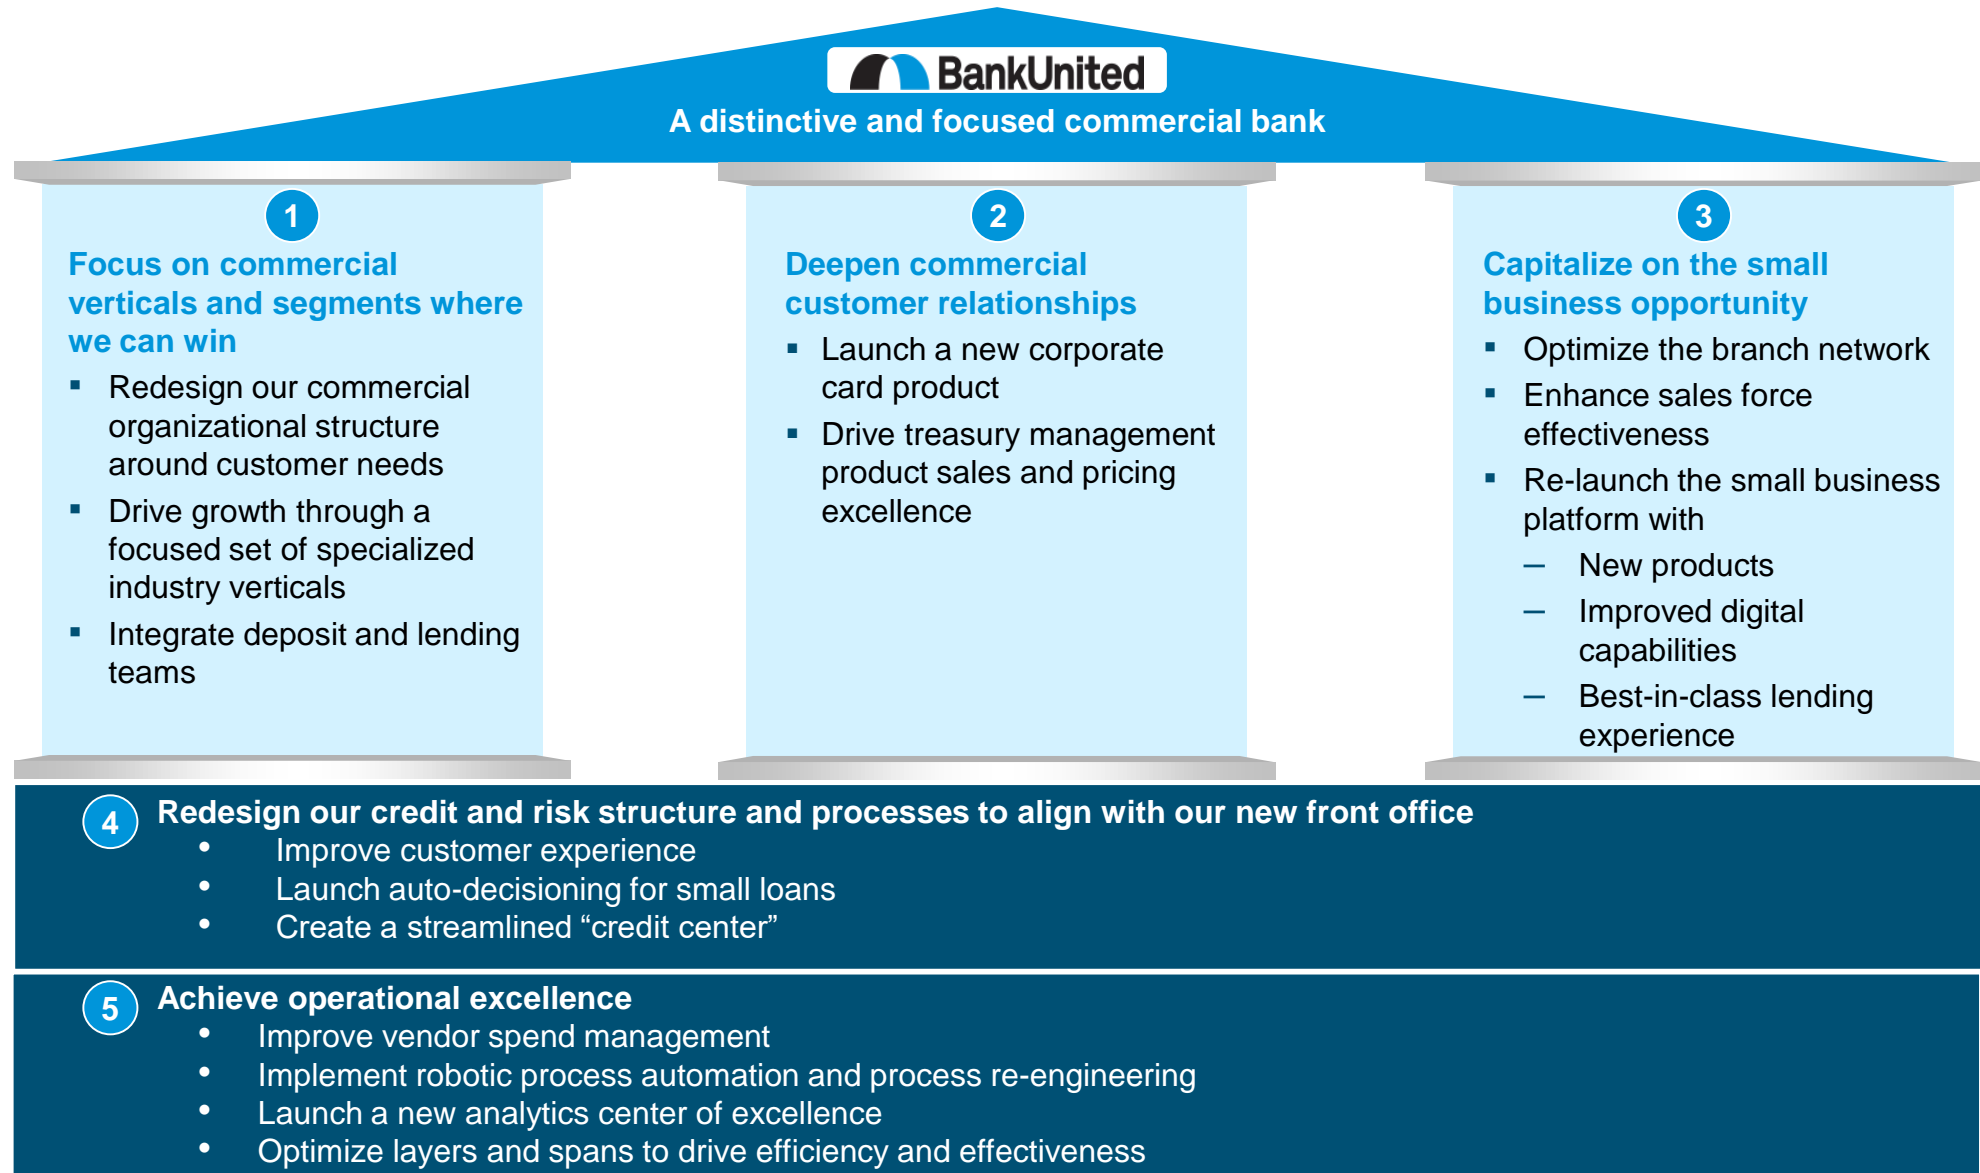 BankUnited
A distinctive and focused commercial bank
1
Focus on commercial
verticals and segments where
we can win
▪ Redesign our commercial
organizational structure
around customer needs
▪ Drive growth through a
focused set of specialized
industry verticals
▪ Integrate deposit and lending
teams
2
Deepen commercial
customer relationships
▪ Launch a new corporate
card product
▪ Drive treasury management
product sales and pricing
excellence
3
Capitalize on the small
business opportunity
▪ Optimize the branch network
▪ Enhance sales force
effectiveness
▪ Re-launch the small business
platform with
– New products
– Improved digital
capabilities
– Best-in-class lending
experience
4
Redesign our credit and risk structure and processes to align with our new front office
• Improve customer experience
• Launch auto-decisioning for small loans
• Create a streamlined “credit center”
5
Achieve operational excellence
• Improve vendor spend management
• Implement robotic process automation and process re-engineering
• Launch a new analytics center of excellence
• Optimize layers and spans to drive efficiency and effectiveness